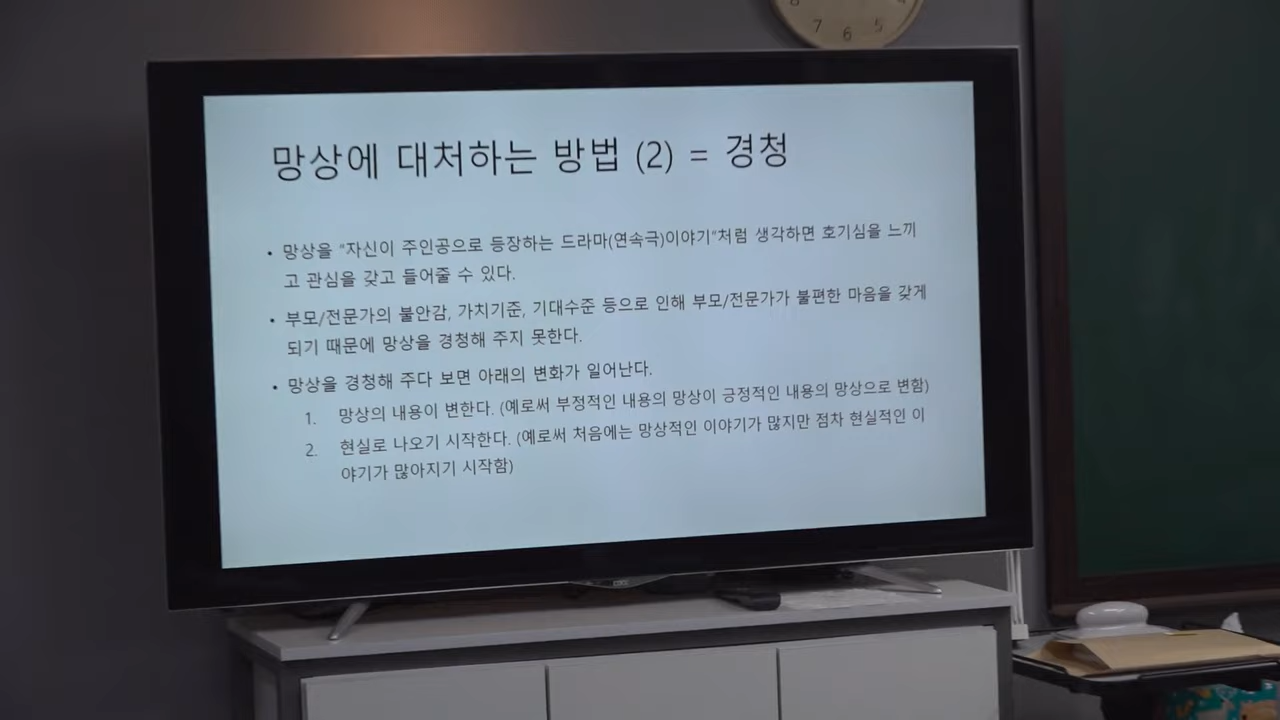 8
7
6
5
망상에 대처하는 방법 (2) = 경청
• 망상을 "자신이 주인공으로 등장하는 드라마(연속극)이야기"처럼 생각하면 호기심을 느끼
고 관심을 갖고 들어줄 수 있다.
• 부모/전문가의 불안감, 가치기준, 기대수준 등으로 인해 부모/전문가가 불편한 마음을 갖게
되기 때문에 망상을 경청해 주지 못한다.
• 망상을 경청해 주다 보면 아래의 변화가 일어난다.
1. 망상의 내용이 변한다. (예로써 부정적인 내용의 망상이 긍정적인 내용의 망상으로 변함)
2. 현실로 나오기 시작한다. (예로써 처음에는 망상적인 이야기가 많지만 점차 현실적인 이
야기가 많아지기 시작함)